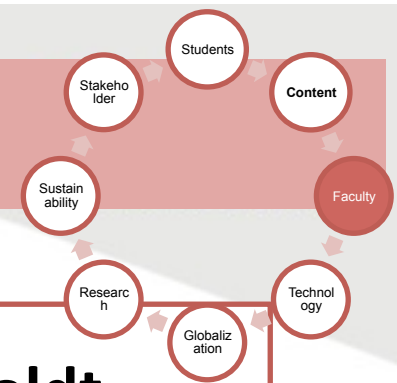 Students
Stakeho
lder
Content
Sustain
ability
Faculty
Researc
h
Technol
ogy
Globaliz
ation